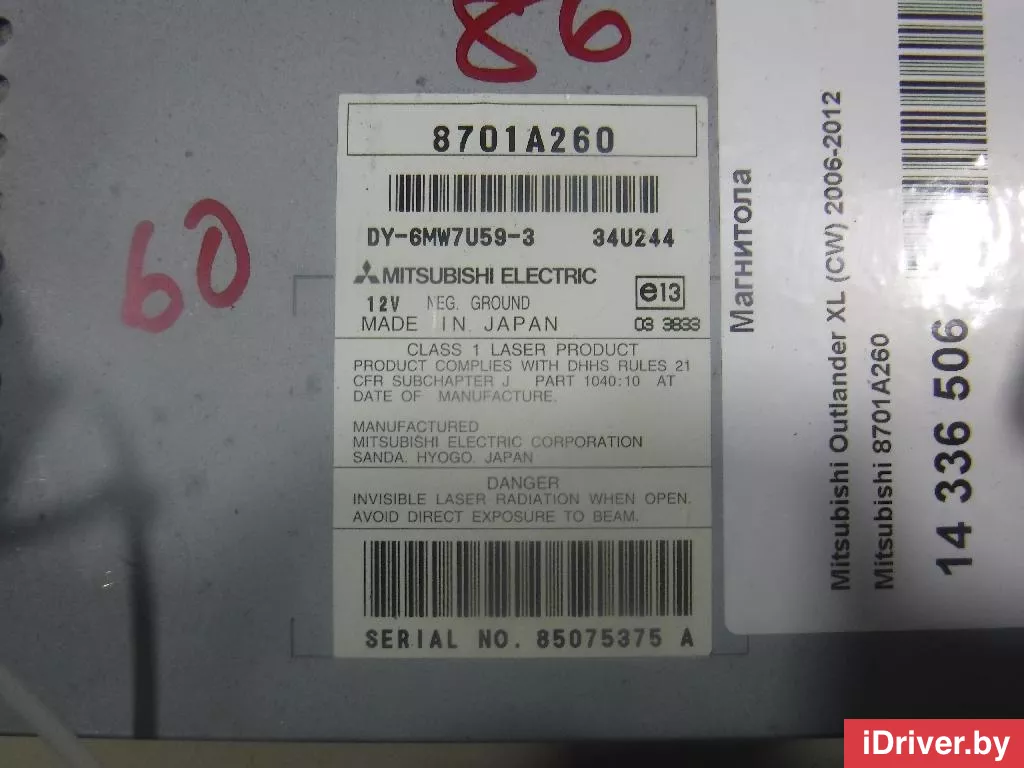 86
60
8701A260
DY-6MW7U59-3 34U244
MITSUBISHI ELECTRIC
12V NEG. GROUND
e13
MADE IN JAPAN 03 3833
CLASS 1 LASER PRODUCT
PRODUCT COMPLIES WITH DHHS RULES 21
CFR SUBCHAPTER J PART 1040:10 AT
DATE OF MANUFACTURE.
MANUFACTURED
MITSUBISHI ELECTRIC CORPORATION
SANDA. HYOGO. JAPAN
DANGER
INVISIBLE LASER RADIATION WHEN OPEN.
AVOID DIRECT EXPOSURE TO BEAM.
SERIAL NO. 85075375 A
Магнитола
Mitsubishi Outlander XL (CW) 2006-2012
Mitsubishi 8701A260
14 336 506
iDriver.by